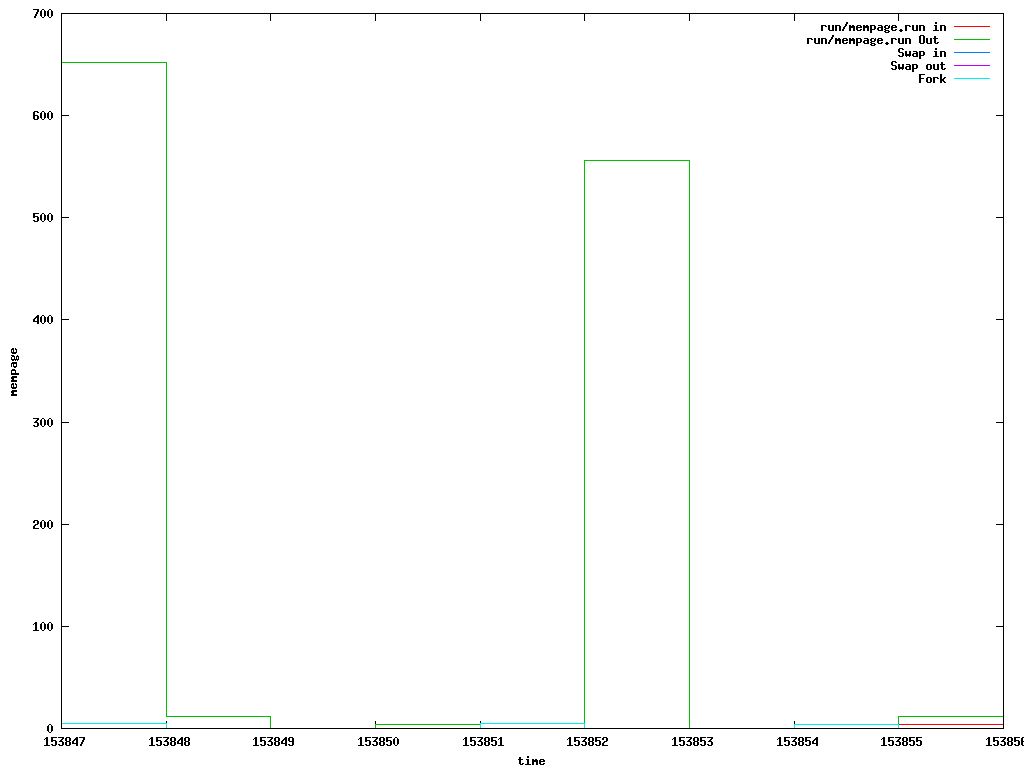 700
600
500
400
300
200
100
0
mempage
run/mempage.run in
run/mempage.run Out
Swap in
Swap out
Fork
153847 153848 153849 153850 153851 153852 153853 153854 153855 153856
time